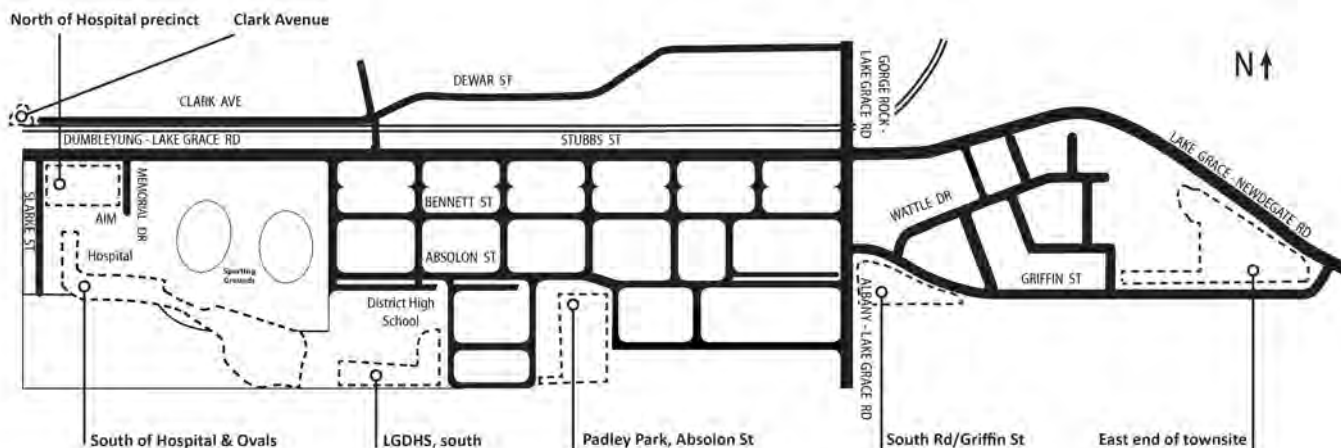 North of Hospital precinct
Clark Avenue
N
DEWAR ST
CLARK AVE
GORGE ROCK -
LAKE GRACE RD
DUMBLEYUNG - LAKE GRACE RD
STUBBS ST
LAKE GRACE - NEWDEGATE RD
SLARKE ST
MEMORIAL DR
AIM
BENNETT ST
WATTLE DR
Hospital
ABSOLON ST
Sporting
Grounds
GRIFFIN ST
District High
School
ALBANY - LAKE GRACE RD
South of Hospital & Ovals
LGDHS, south
Padley Park, Absolon St
South Rd/Griffin St
East end of townsite